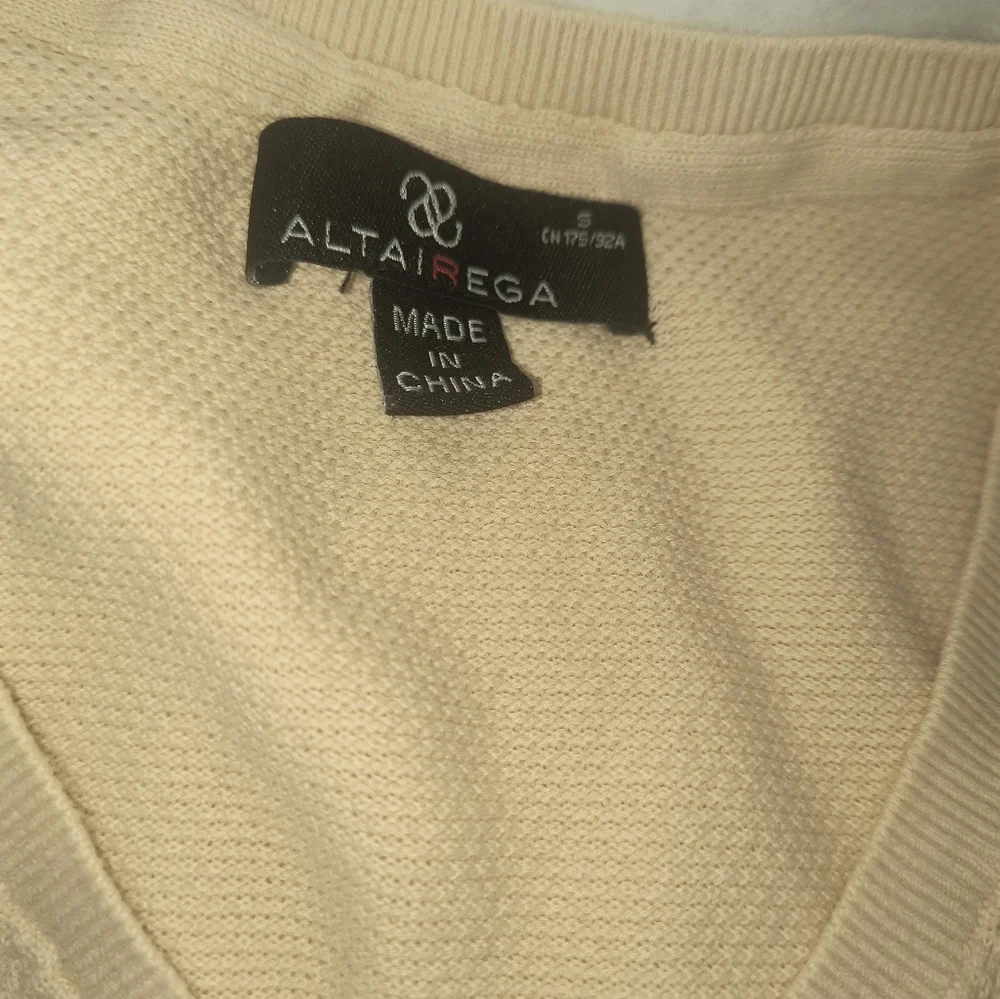 S
CN 175/92A
ALTAIREGA
MADE
IN
CHINA